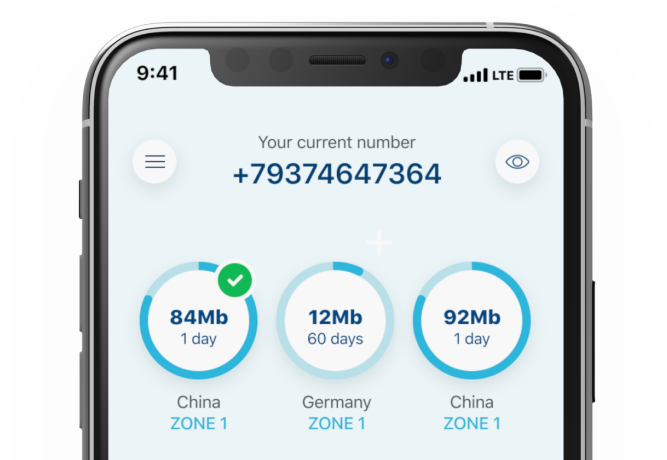 9:41 LTE
Your current number
+79374647364
84Mb 12Mb 92Mb
1 day 60 days 1 day
China Germany China
ZONE 1 ZONE 1 ZONE 1